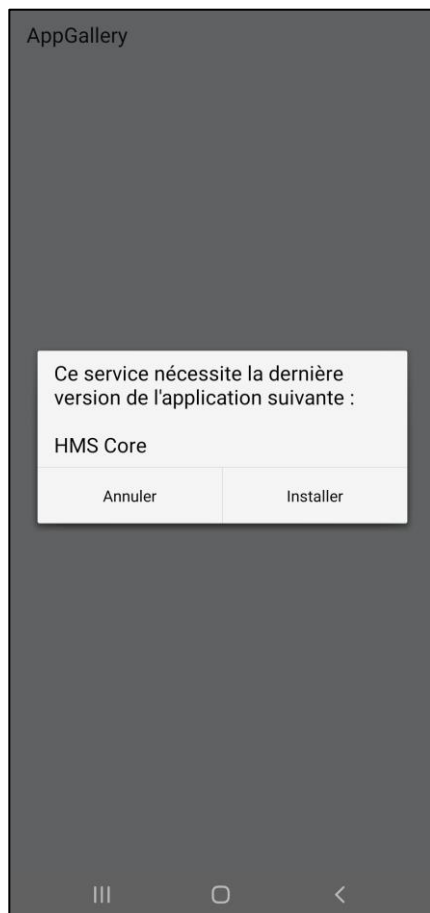 AppGallery
Ce service nécessite la dernière
version de l'application suivante :
HMS Core
Annuler
Installer